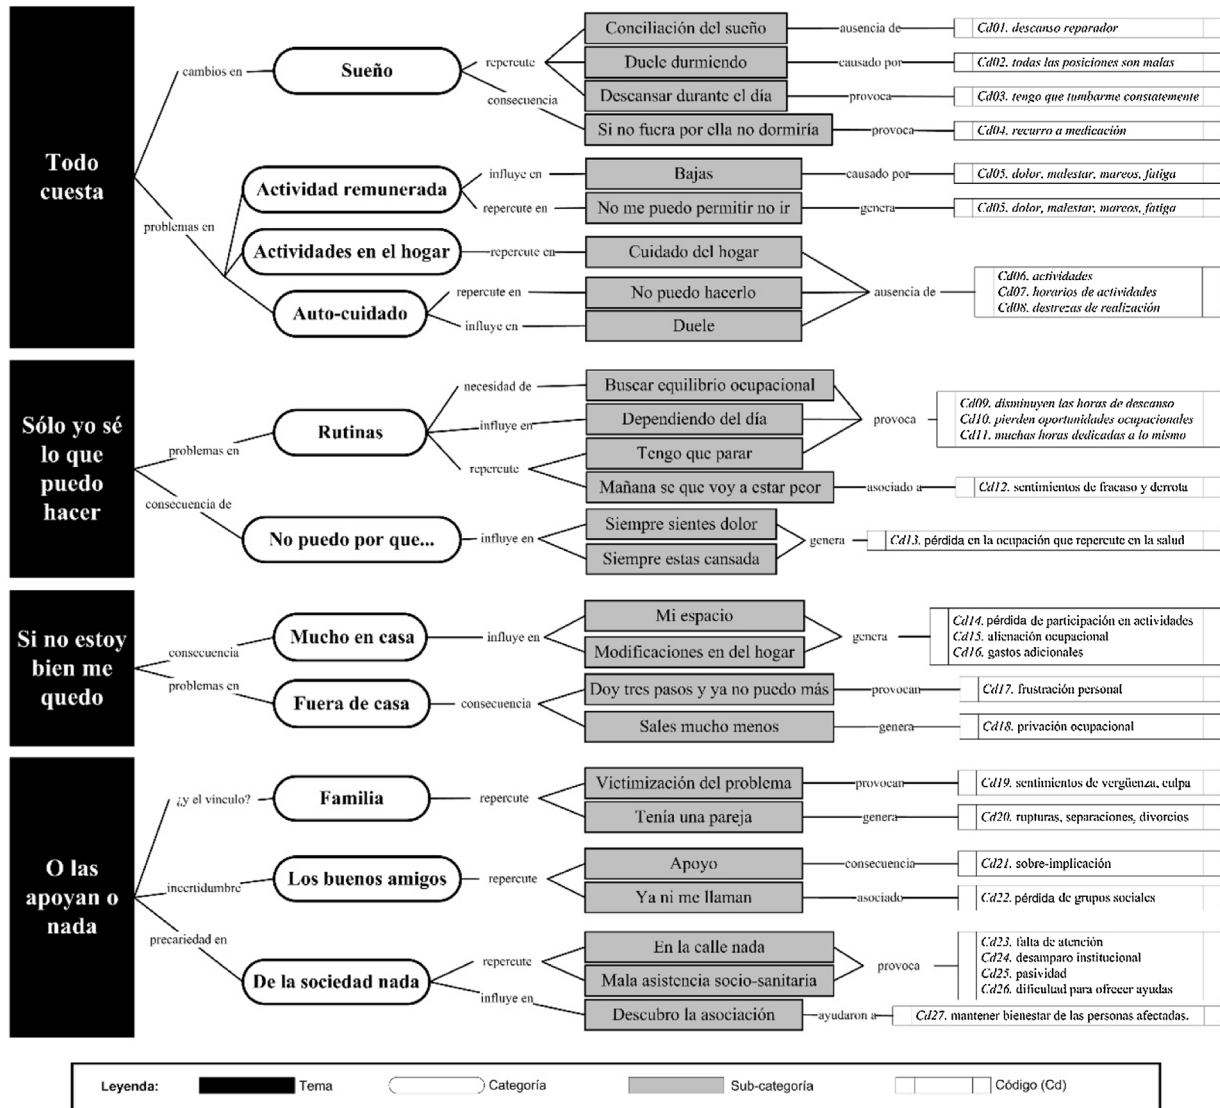 Todo
cuesta
cambios en
problemas en
Sueño
repercute
consecuencia
Conciliación del sueño
ausencia de
Cd01. descanso reparador
Duele durmiendo
causado por
Cd02. todas las posiciones son malas
Descansar durante el día
provoca
Cd03. tengo que tumbarme constatemente
Si no fuera por ella no dormiría
provoca
Cd04. recurro a medicación
Actividad remunerada
influye en
Bajas
causado por
Cd05. dolor, malestar, mareos, fatiga
repercute en
No me puedo permitir no ir
genera
Cd05. dolor, malestar, mareos, fatiga
Actividades en el hogar
repercute en
Cuidado del hogar
Auto-cuidado
repercute en
No puedo hacerlo
influye en
Duele
ausencia de
Cd06. actividades
Cd07. horarios de actividades
Cd08. destrezas de realización
Sólo yo sé
lo que
puedo
hacer
problemas en
consecuencia de
Rutinas
necesidad de
Buscar equilibrio ocupacional
influye en
Dependiendo del día
repercute
Tengo que parar
provoca
Cd09. disminuyen las horas de descanso
Cd10. pierden oportunidades ocupacionales
Cd11. muchas horas dedicadas a lo mismo
Mañana se que voy a estar peor
asociado a
Cd12. sentimientos de fracaso y derrota
No puedo por que...
influye en
Siempre sientes dolor
Siempre estas cansada
genera
Cd13. pérdida en la ocupación que repercute en la salud
Si no estoy
bien me
quedo
consecuencia
problemas en
Mucho en casa
influye en
Mi espacio
Modificaciones en del hogar
genera
Cd14. pérdida de participación en actividades
Cd15. alienación ocupacional
Cd16. gastos adicionales
Fuera de casa
consecuencia
Doy tres pasos y ya no puedo más
provocan
Cd17. frustración personal
Sales mucho menos
genera
Cd18. privación ocupacional
O las
apoyan o
nada
¿y el vínculo?
incertidumbre
precariedad en
Familia
repercute
Victimización del problema
provocan
Cd19. sentimientos de vergüenza, culpa
Tenía una pareja
genera
Cd20. rupturas, separaciones, divorcios
Los buenos amigos
repercute
Apoyo
consecuencia
Cd21. sobre-implicación
Ya ni me llaman
asociado
Cd22. pérdida de grupos sociales
De la sociedad nada
repercute
En la calle nada
Mala asistencia socio-sanitaria
provoca
Cd23. falta de atención
Cd24. desamparo institucional
Cd25. pasividad
Cd26. dificultad para ofrecer ayudas
influye en
Descubro la asociación
ayudaron a
Cd27. mantener bienestar de las personas afectadas.
Leyenda:
Tema
Categoría
Sub-categoría
Código (Cd)